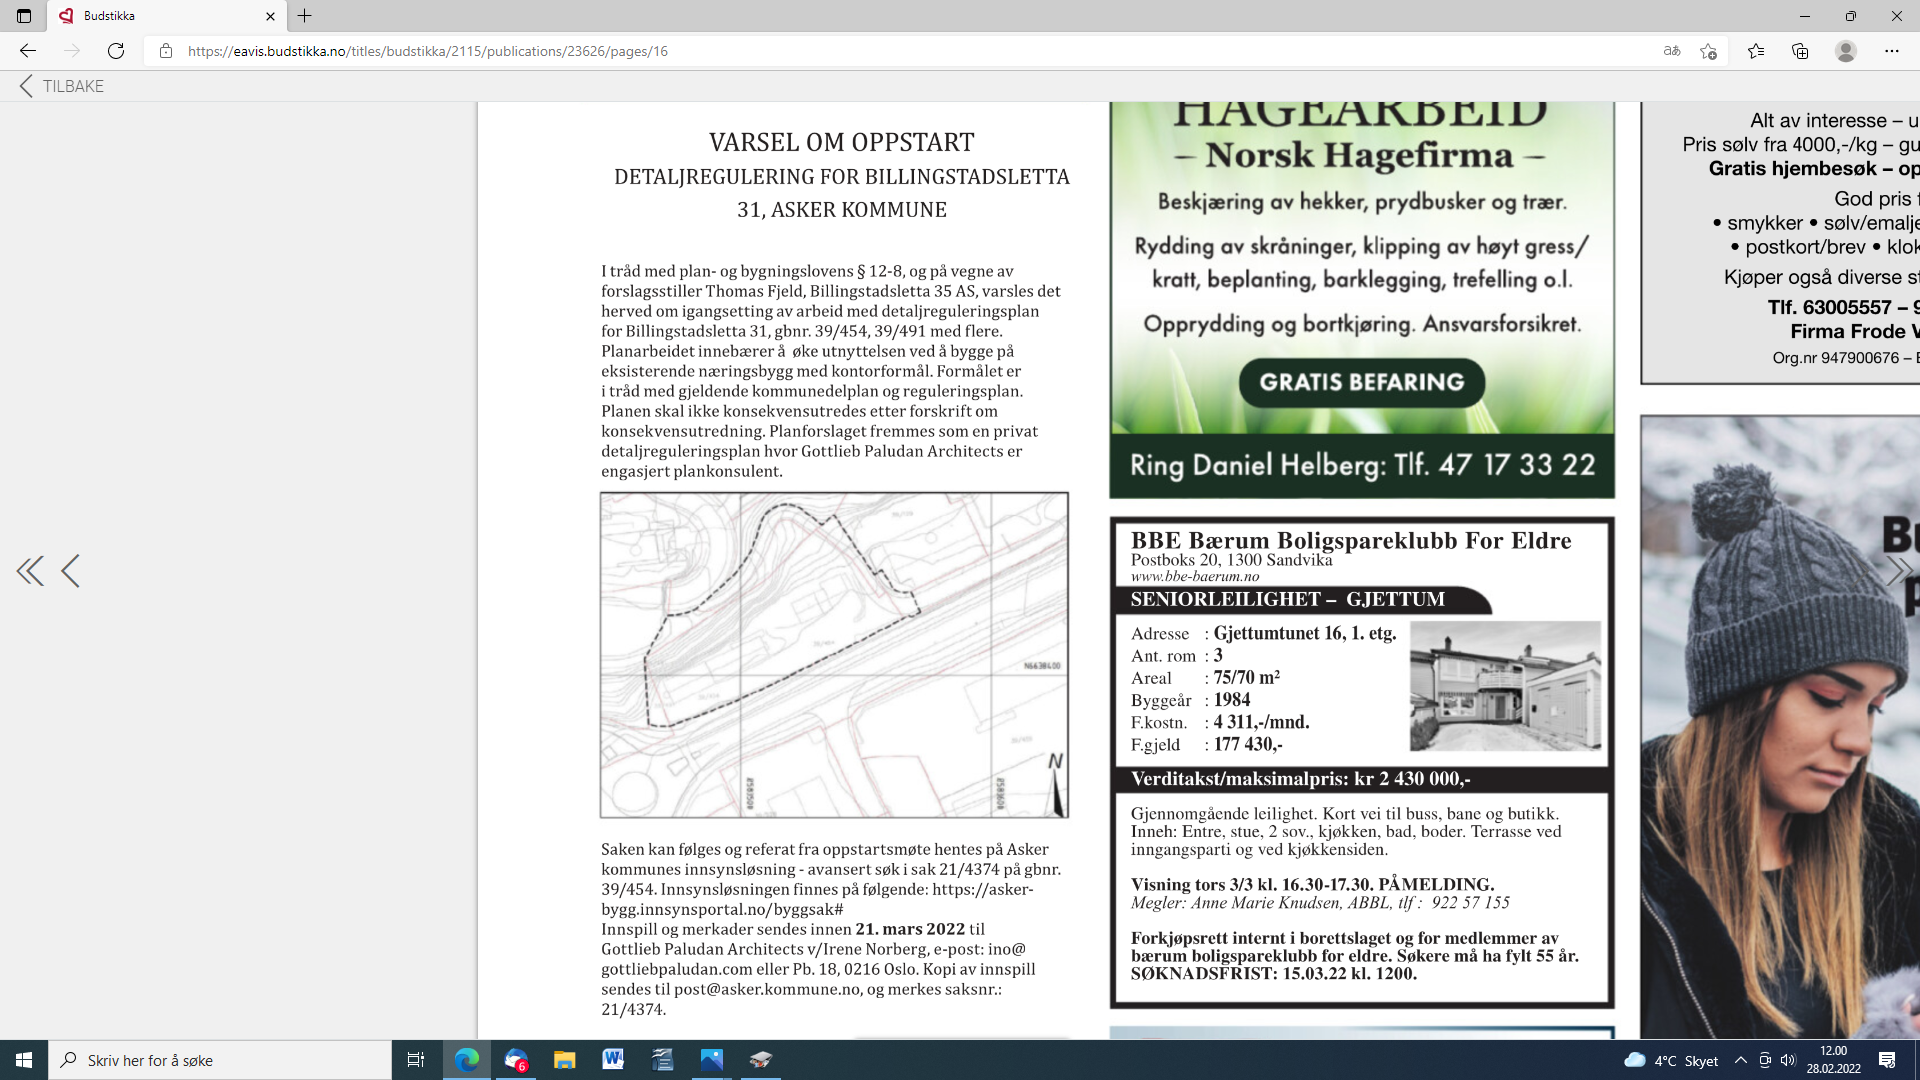 Budstikka
https://eavis.budstikka.no/titles/budstikka/2115/publications/23626/pages/16
TILBAKE
VARSEL OM OPPSTART
DETALJREGULERING FOR BILLINGSTADSLETTA
31, ASKER KOMMUNE
I tråd med plan- og bygningslovens § 12-8, og på vegne av
forslagsstiller Thomas Fjeld, Billingstadsletta 35 AS, varsles det
herved om igangsetting av arbeid med detaljreguleringsplan
for Billingstadsletta 31, gbnr. 39/454, 39/491 med flere.
Planarbeidet innebærer å øke utnyttelsen ved å bygge på
eksisterende næringsbygg med kontorformål. Formålet er
i tråd med gjeldende kommunedelplan og reguleringsplan.
Planen skal ikke konsekvensutredes etter forskrift om
konsekvensutredning. Planforslaget fremmes som en privat
detaljreguleringsplan hvor Gottlieb Paludan Architects er
engasjert plankonsulent.
N6638400
N
Saken kan følges og referat fra oppstartsmøte hentes på Asker
kommunes innsynsløsning - avansert søk i sak 21/4374 på gbnr.
39/454. Innsynsløsningen finnes på følgende: https://asker-
bygg.innsynsportal.no/byggsak#
Innspill og merkader sendes innen 21. mars 2022 til
Gottlieb Paludan Architects v/Irene Norberg, e-post: ino@
gottliebpaludan.com eller Pb. 18, 0216 Oslo. Kopi av innspill
sendes til post@asker.kommune.no, og merkes saksnr.:
21/4374.
HAGEARBEID
– Norsk Hagefirma –
Beskjæring av hekker, prydbusker og trær.
Rydding av skråninger, klipping av høyt gress/
kratt, beplanting, barklegging, trefelling o.l.
Opprydding og bortkjøring. Ansvarsforsikret.
GRATIS BEFARING
Ring Daniel Helberg: Tlf. 47 17 33 22
BBE Bærum Boligspareklubb For Eldre
Postboks 20, 1300 Sandvika
www.bbe-baerum.no
SENIORLEILIGHET – GJETTUM
Adresse : Gjettumtunet 16, 1. etg.
Ant. rom : 3
Areal : 75/70 m²
Byggeår : 1984
F.kostn. : 4 311,-/mnd.
F.gjeld : 177 430,-
Verditakst/maksimalpris: kr 2 430 000,-
Gjennomgående leilighet. Kort vei til buss, bane og butikk.
Inneh: Entre, stue, 2 sov., kjøkken, bad, boder. Terrasse ved
inngangsparti og ved kjøkkensiden.
Visning tors 3/3 kl. 16.30-17.30. PÅMELDING.
Megler: Anne Marie Knudsen, ABBL, tlf : 922 57 155
Forkjøpsrett internt i borettslaget og for medlemmer av
bærum boligspareklubb for eldre. Søkere må ha fylt 55 år.
SØKNADSFRIST: 15.03.22 kl. 1200.
Alt av interesse – u
Pris sølv fra 4000,-/kg – gu
Gratis hjembesøk – op
God pris f
• smykker • sølv/emalje
• postkort/brev • klok
Kjøper også diverse st
Tlf. 63005557 – 9
Firma Frode V
Org.nr 947900676 – E
Bu
p
Skriv her for å søke
6
4°C Skyet
12.00
28.02.2022